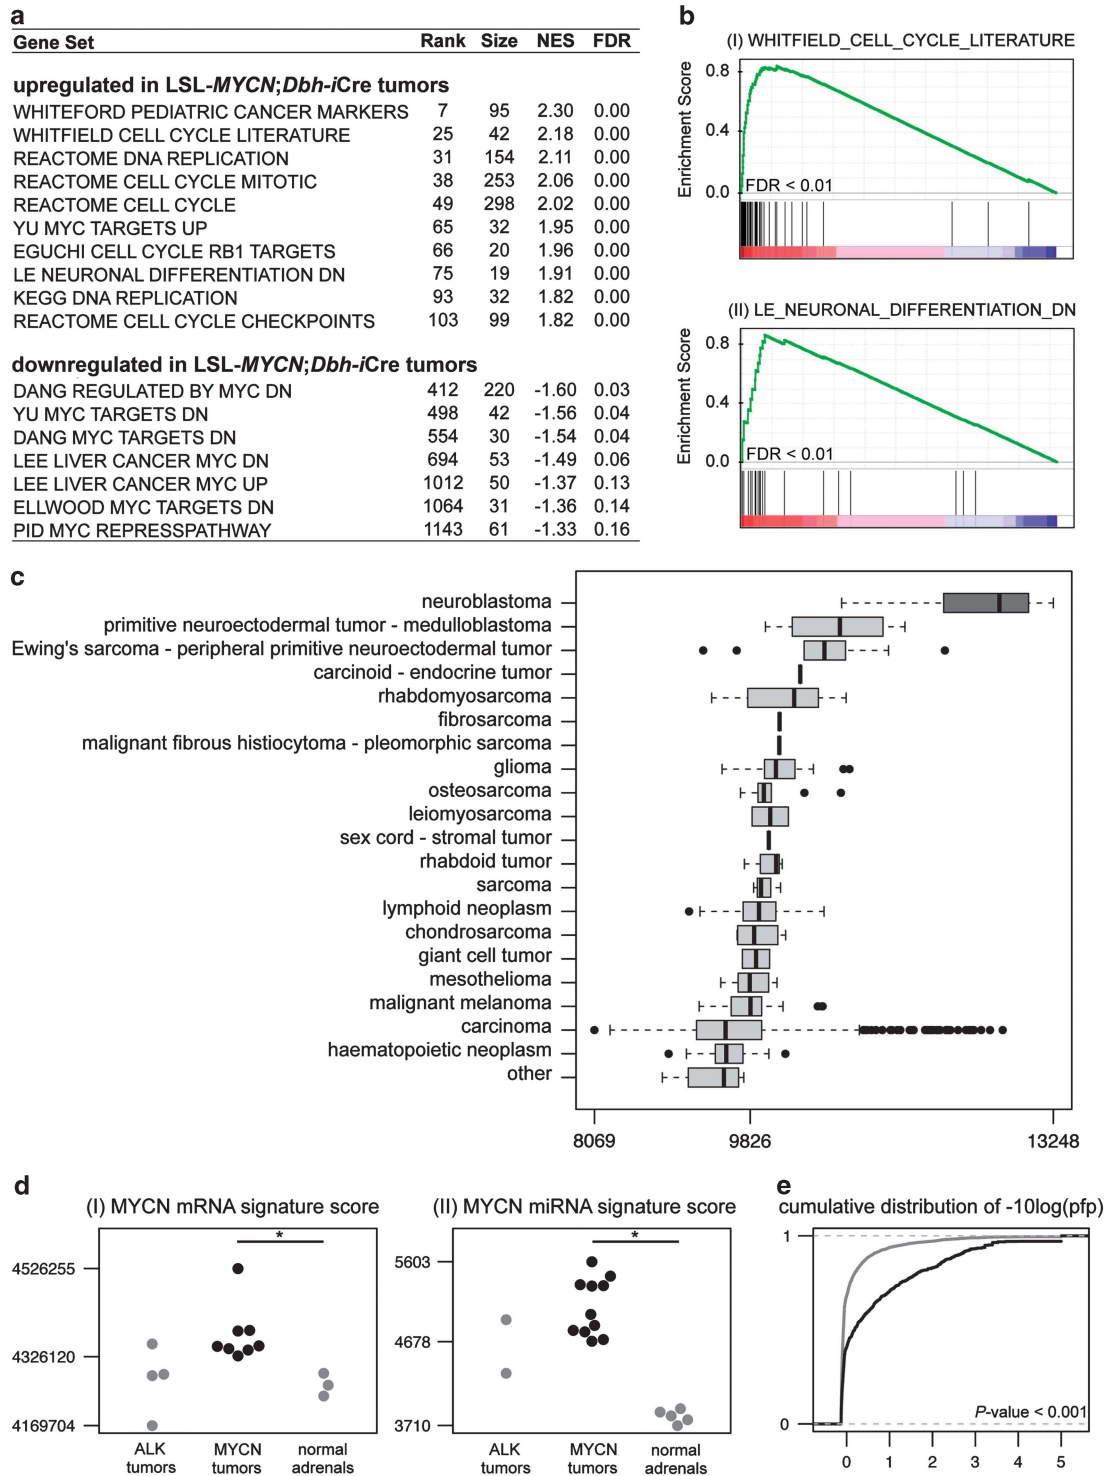 a
Gene Set Rank Size NES FDR
upregulated in LSL-MYCN;Dbh-iCre tumors
WHITEFORD PEDIATRIC CANCER MARKERS 7 95 2.30 0.00
WHITFIELD CELL CYCLE LITERATURE 25 42 2.18 0.00
REACTOME DNA REPLICATION 31 154 2.11 0.00
REACTOME CELL CYCLE MITOTIC 38 253 2.06 0.00
REACTOME CELL CYCLE 49 298 2.02 0.00
YU MYC TARGETS UP 65 32 1.95 0.00
EGUCHI CELL CYCLE RB1 TARGETS 66 20 1.96 0.00
LE NEURONAL DIFFERENTIATION DN 75 19 1.91 0.00
KEGG DNA REPLICATION 93 32 1.82 0.00
REACTOME CELL CYCLE CHECKPOINTS 103 99 1.82 0.00
downregulated in LSL-MYCN;Dbh-iCre tumors
DANG REGULATED BY MYC DN 412 220 -1.60 0.03
YU MYC TARGETS DN 498 42 -1.56 0.04
DANG MYC TARGETS DN 554 30 -1.54 0.04
LEE LIVER CANCER MYC DN 694 53 -1.49 0.06
LEE LIVER CANCER MYC UP 1012 50 -1.37 0.13
ELLWOOD MYC TARGETS DN 1064 31 -1.36 0.14
PID MYC REPRESSPATHWAY 1143 61 -1.33 0.16
b
(I) WHITFIELD_CELL_CYCLE_LITERATURE
Enrichment Score
0.8
0.4
0.0
FDR < 0.01
(II) LE_NEURONAL_DIFFERENTIATION_DN
Enrichment Score
0.8
0.4
0.0
FDR < 0.01
c
neuroblastoma
primitive neuroectodermal tumor - medulloblastoma
Ewing's sarcoma - peripheral primitive neuroectodermal tumor
carcinoid - endocrine tumor
rhabdomyosarcoma
fibrosarcoma
malignant fibrous histiocytoma - pleomorphic sarcoma
glioma
osteosarcoma
leiomyosarcoma
sex cord - stromal tumor
rhabdoid tumor
sarcoma
lymphoid neoplasm
chondrosarcoma
giant cell tumor
mesothelioma
malignant melanoma
carcinoma
haematopoietic neoplasm
other
8069 9826 13248
d
(I) MYCN mRNA signature score
*
4526255
4326120
4169704
ALK tumors
MYCN tumors
normal adrenals
(II) MYCN miRNA signature score
*
5603
4678
3710
ALK tumors
MYCN tumors
normal adrenals
e
cumulative distribution of -10log(pfp)
1
0
P-value < 0.001
0 1 2 3 4 5